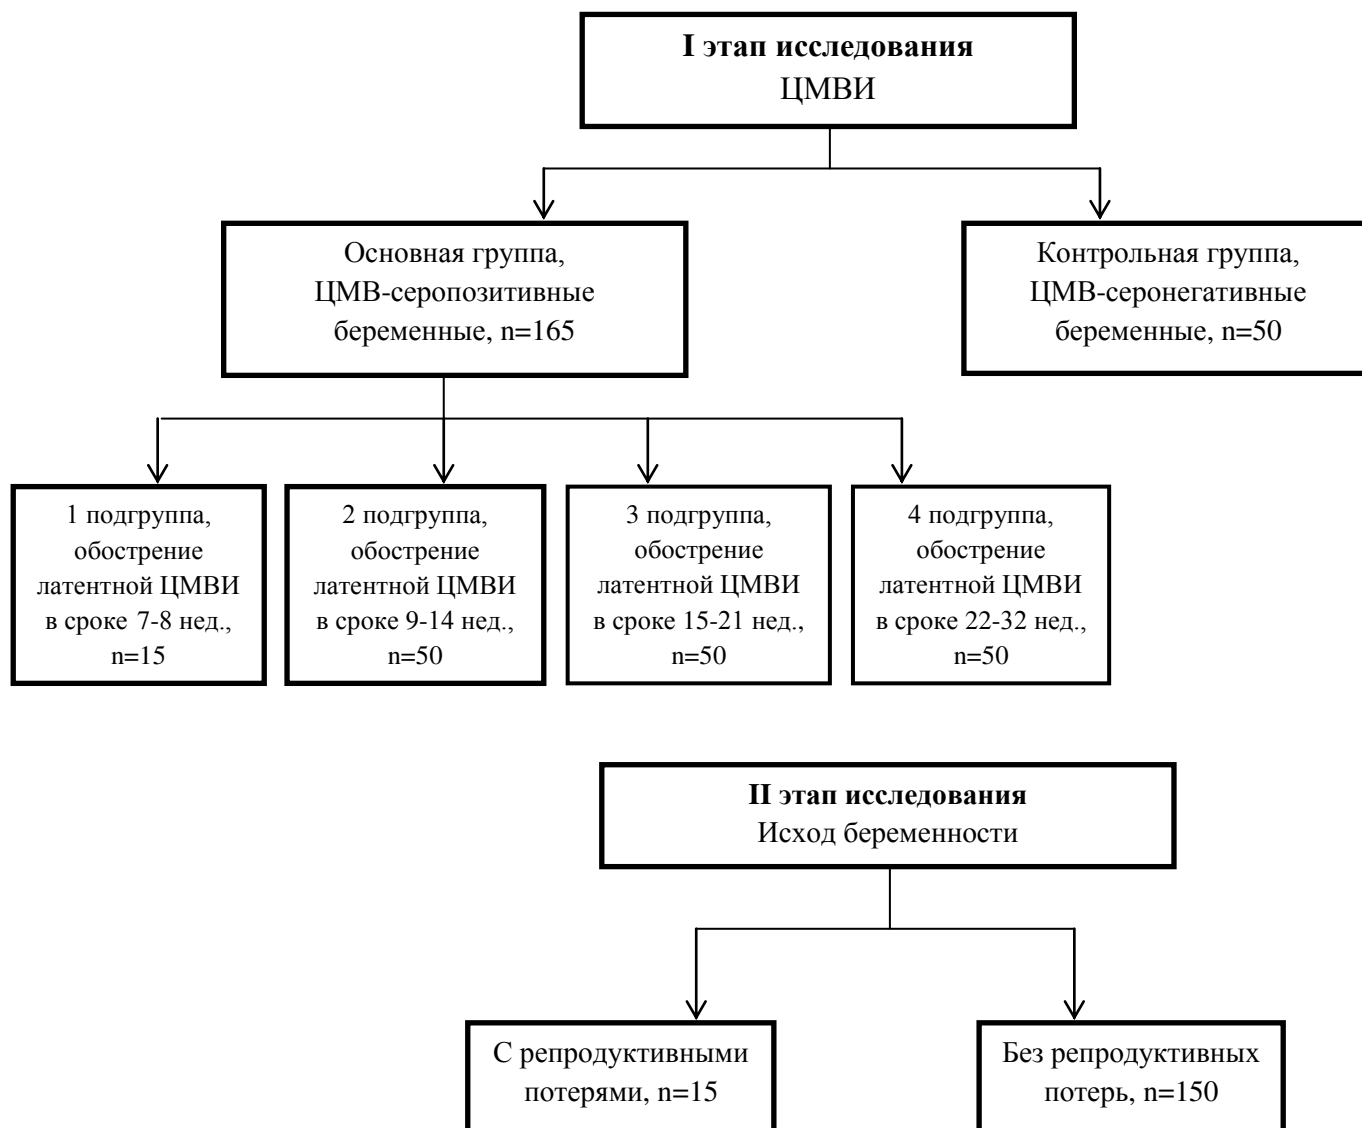 I этап исследования
ЦМВИ
Основная группа,
ЦМВ-серопозитивные
беременные, n=165
Контрольная группа,
ЦМВ-серонегативные
беременные, n=50
1 подгруппа,
обострение
латентной ЦМВИ
в сроке 7-8 нед.,
n=15
2 подгруппа,
обострение
латентной ЦМВИ
в сроке 9-14 нед.,
n=50
3 подгруппа,
обострение
латентной ЦМВИ
в сроке 15-21 нед.,
n=50
4 подгруппа,
обострение
латентной ЦМВИ
в сроке 22-32 нед.,
n=50
II этап исследования
Исход беременности
С репродуктивными
потерями, n=15
Без репродуктивных
потерь, n=150